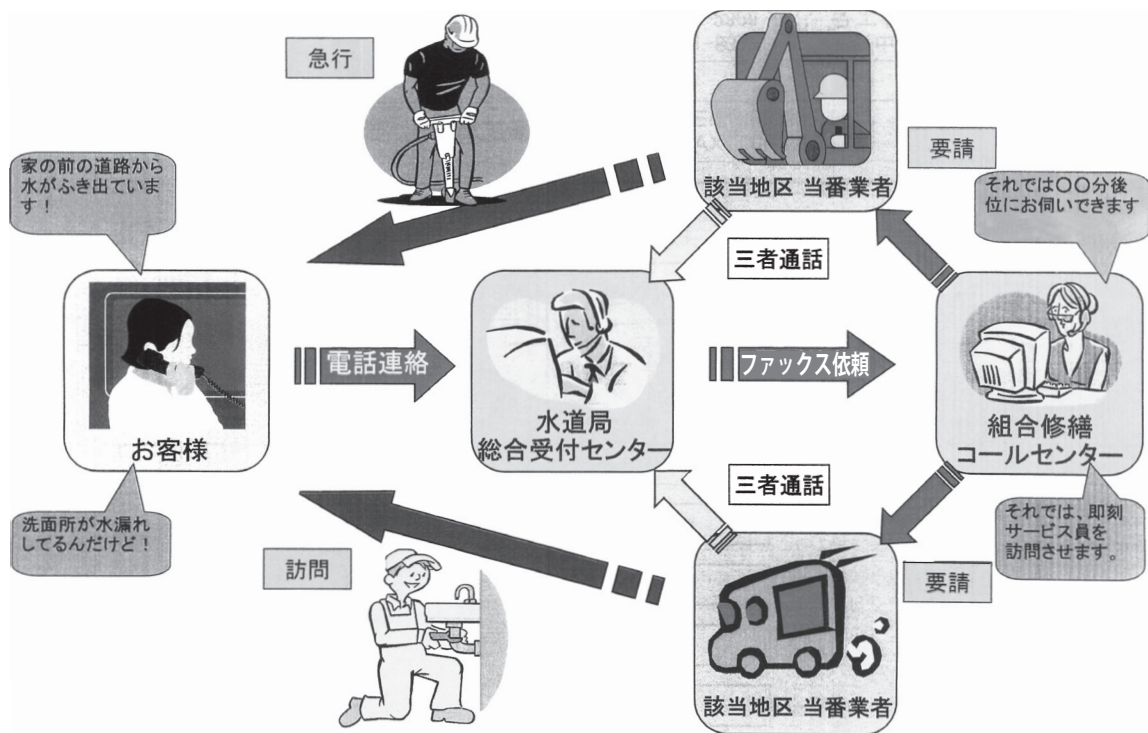 急行
家の前の道路から
水がふき出ていま
す！
該当地区 当番業者
要請
それでは〇〇分後
位にお伺いできます
三者通話
電話連絡
ファックス依頼
お客様
水道局
総合受付センター
組合修繕
コールセンター
三者通話
洗面所が水漏れ
してるんだけど！
それでは、即刻
サービス員を
訪問させます。
訪問
要請
該当地区 当番業者